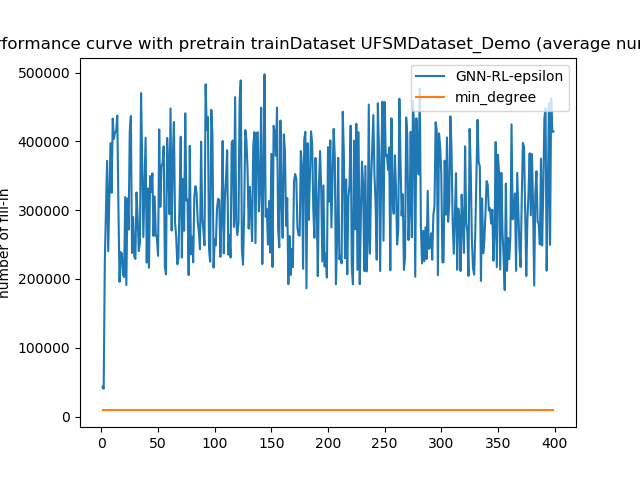 rformance curve with pretrain trainDataset UFSMDataset_Demo (average nu
GNN-RL-epsilon
min_degree
number of fill-in
500000
400000
300000
200000
100000
0
0 50 100 150 200 250 300 350 400